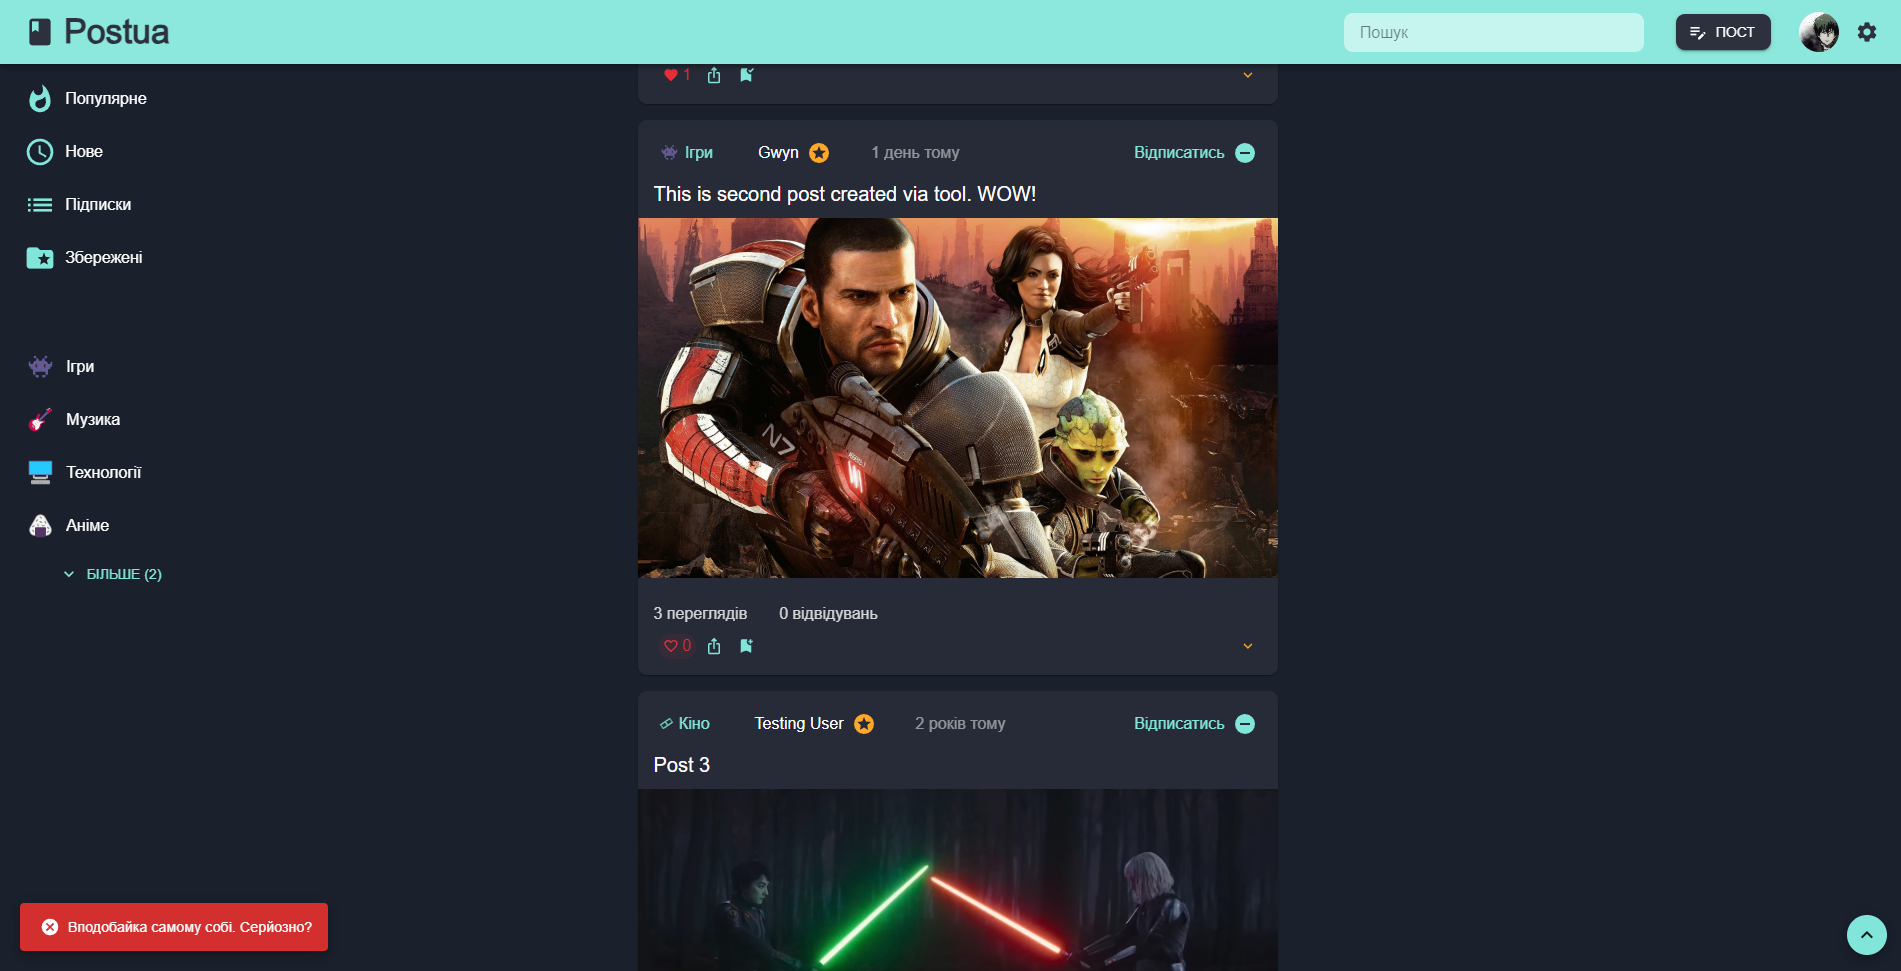 Postua
Пошук
ПОСТ
Популярне
Нове
Підписки
Збережені
Ігри
Музика
Технології
Аніме
БІЛЬШЕ (2)
1
Ігри Gwyn 1 день тому Відписатись
This is second post created via tool. WOW!
N7
3 переглядів 0 відвідувань
0
Кіно Testing User 2 років тому Відписатись
Post 3
Вподобайка самому собі. Серйозно?